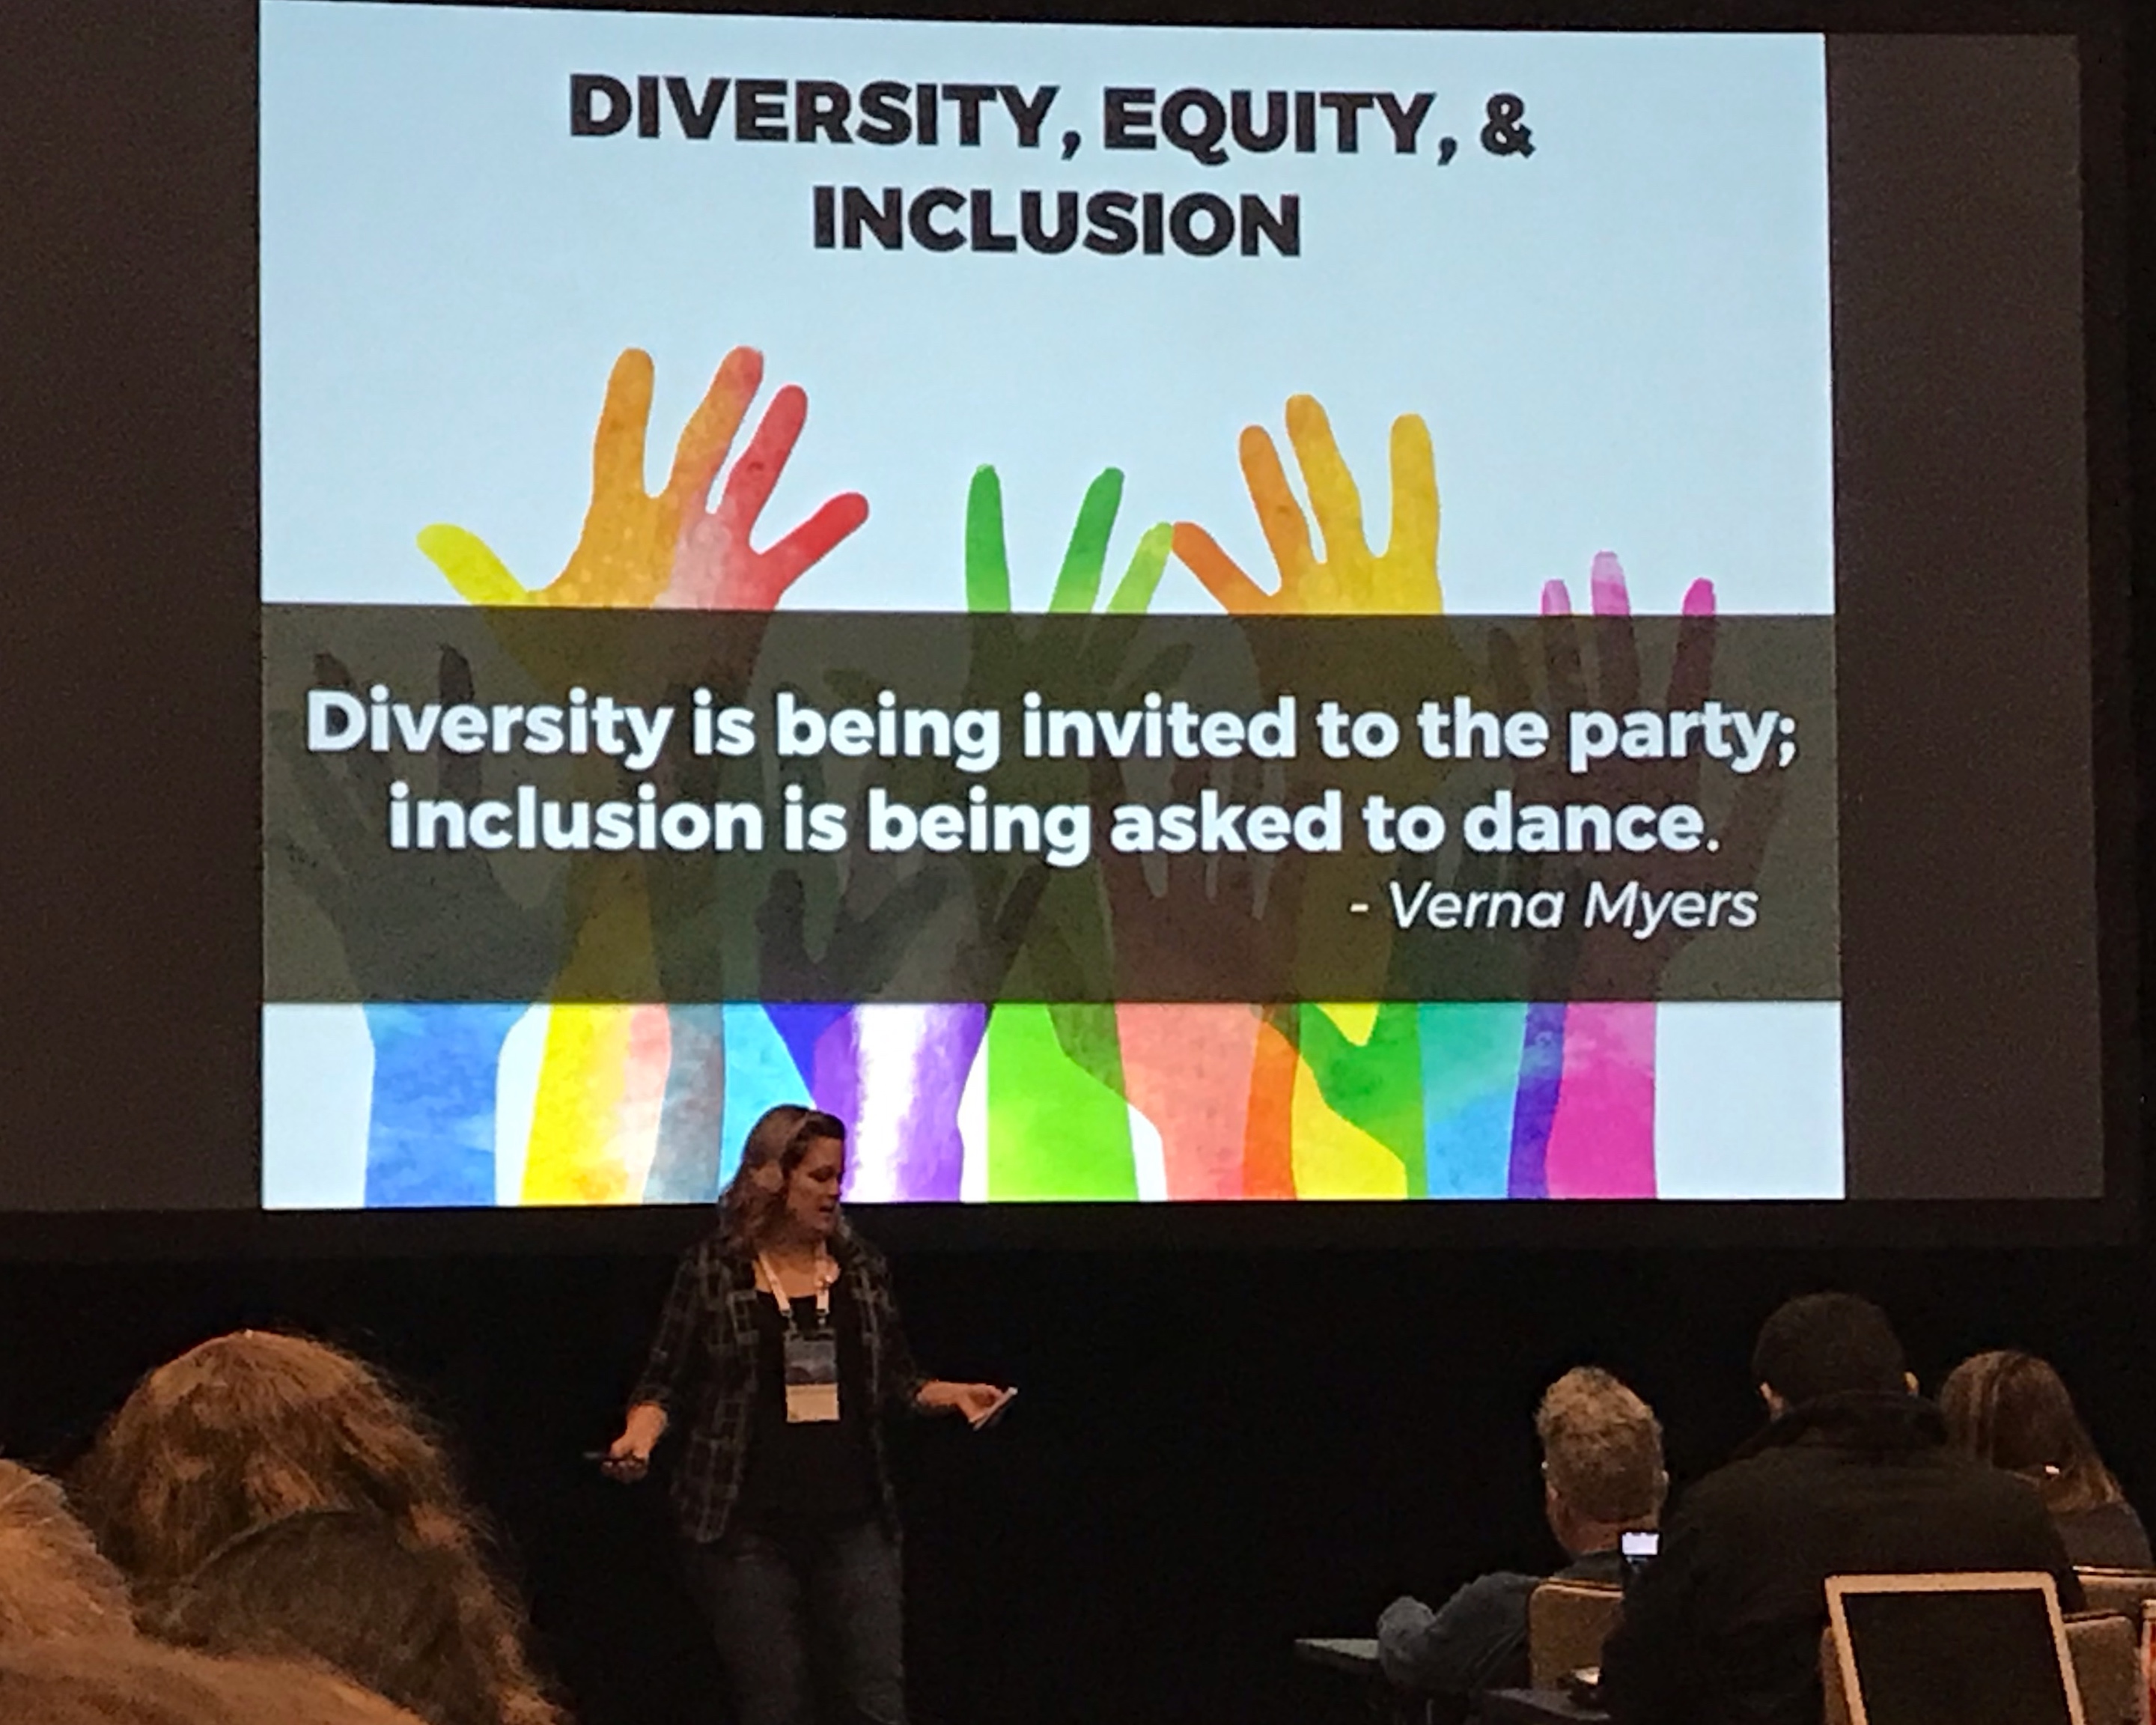 DIVERSITY, EQUITY, &
INCLUSION
Diversity is being invited to the party;
inclusion is being asked to dance.
- Verna Myers